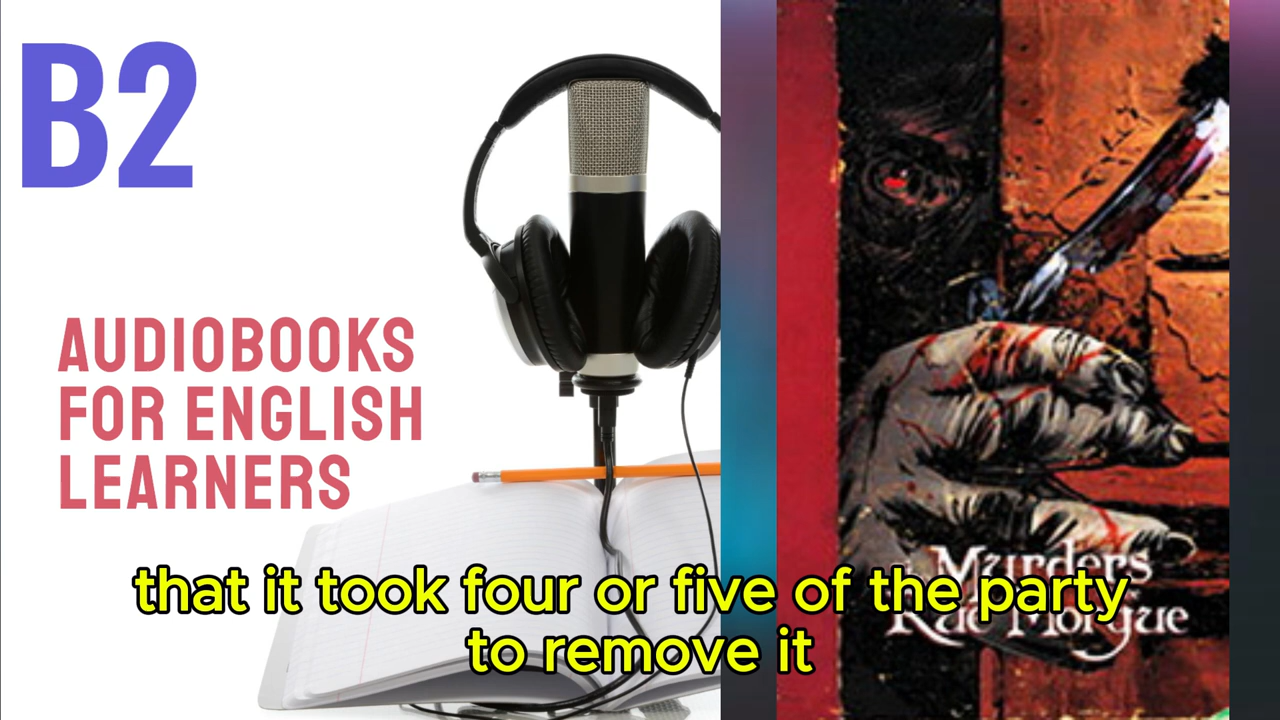 B2
AUDIOBOOKS
FOR ENGLISH
LEARNERS
Murders
Rue Morgue
that it took four or five of the party
to remove it